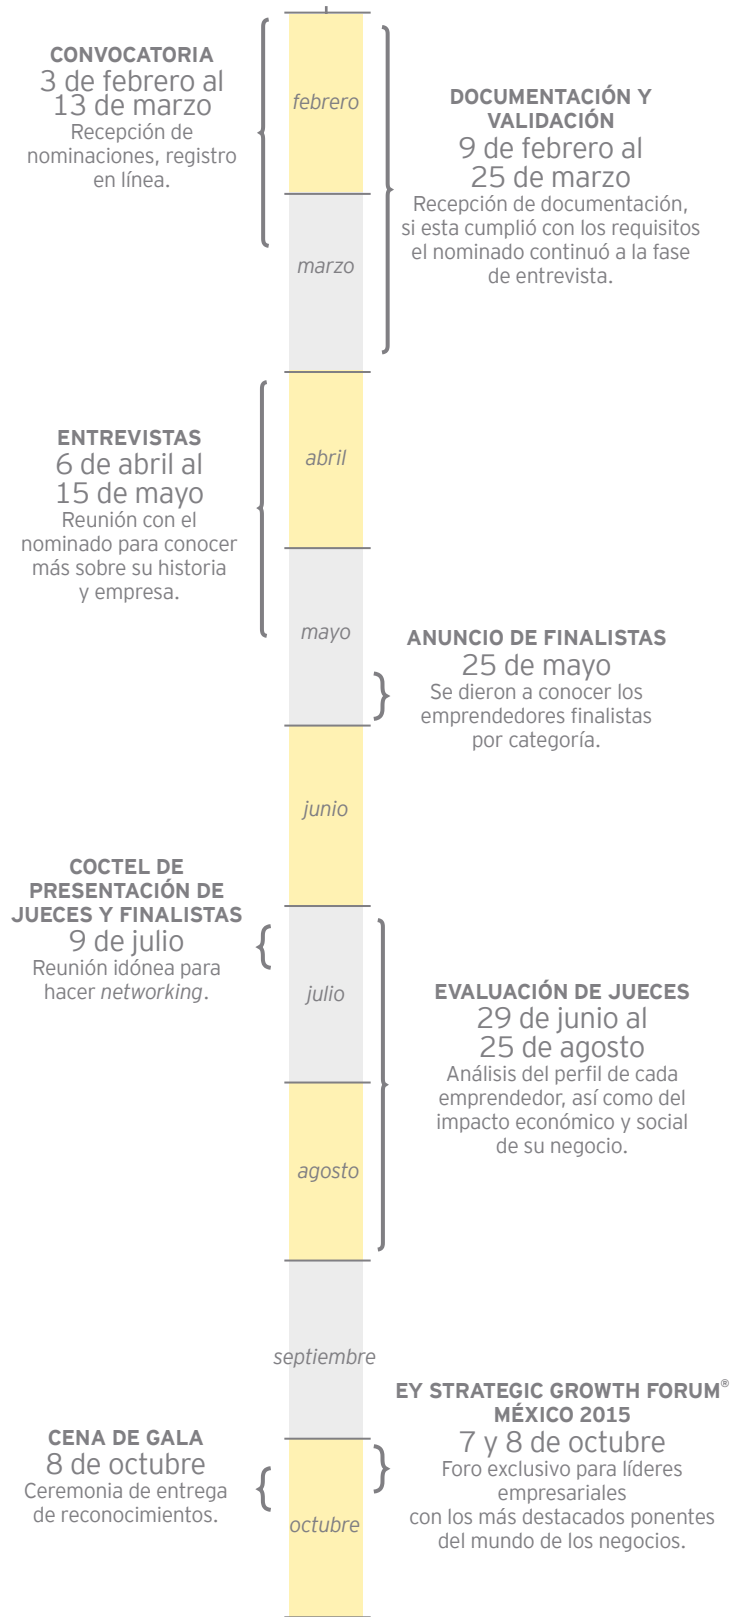 CONVOCATORIA
3 de febrero al
13 de marzo
Recepción de
nominaciones, registro
en línea.
febrero
DOCUMENTACIÓN Y
VALIDACIÓN
9 de febrero al
25 de marzo
Recepción de documentación,
si esta cumplió con los requisitos
el nominado continuó a la fase
de entrevista.
marzo
ENTREVISTAS
6 de abril al
15 de mayo
Reunión con el
nominado para conocer
más sobre su historia
y empresa.
abril
mayo
ANUNCIO DE FINALISTAS
25 de mayo
Se dieron a conocer los
emprendedores finalistas
por categoría.
junio
COCTEL DE
PRESENTACIÓN DE
JUECES Y FINALISTAS
9 de julio
Reunión idónea para
hacer networking.
julio
EVALUACIÓN DE JUECES
29 de junio al
25 de agosto
Análisis del perfil de cada
emprendedor, así como del
impacto económico y social
de su negocio.
agosto
septiembre
EY STRATEGIC GROWTH FORUM®
MÉXICO 2015
7 y 8 de octubre
Foro exclusivo para líderes
empresariales
con los más destacados ponentes
del mundo de los negocios.
CENA DE GALA
8 de octubre
Ceremonia de entrega
de reconocimientos.
octubre